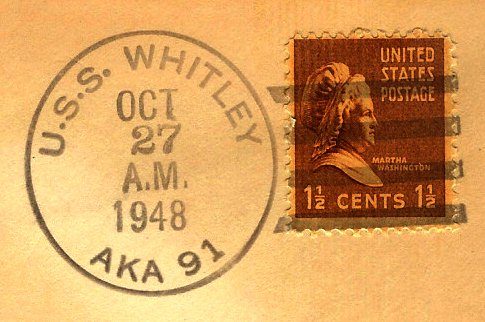 U.S.S. WHITLEY
OCT
27
A.M.
1948
AKA 91
UNITED
STATES
POSTAGE
MARTHA
WASHINGTON
1½ CENTS 1½